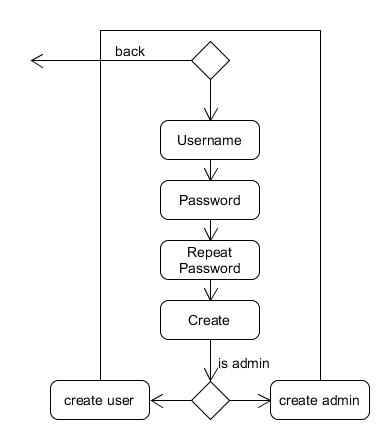 back
Username
Password
Repeat
Password
Create
is admin
create user
create admin